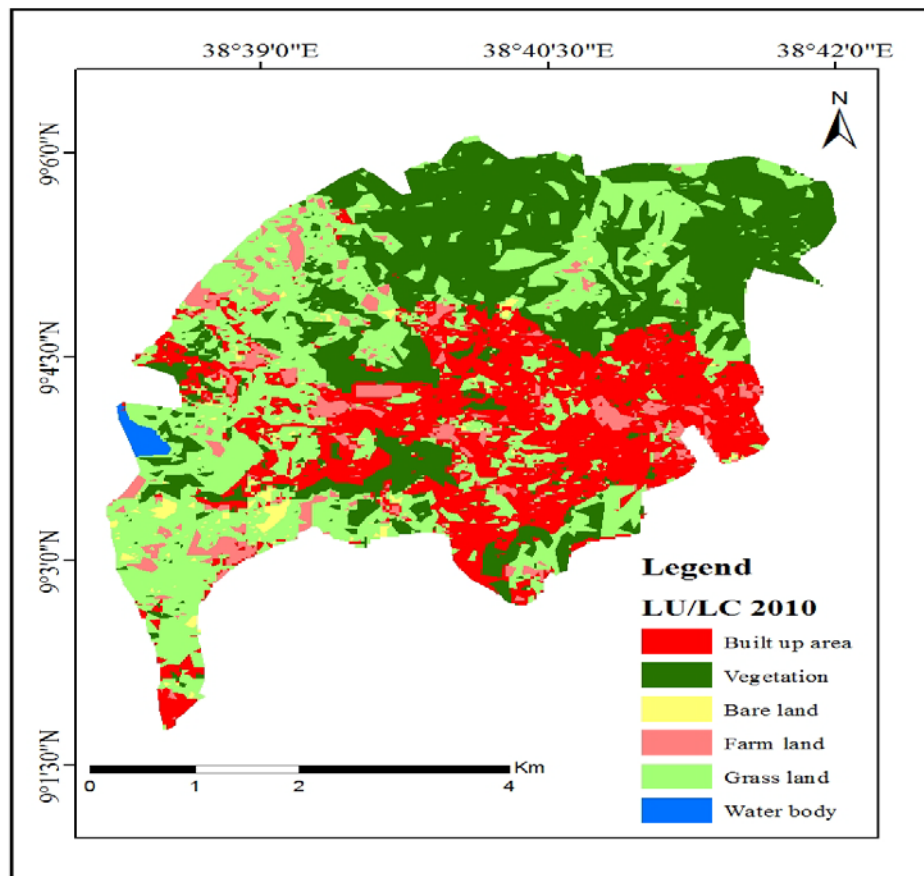 38°39'0"E 38°40'30"E 38°42'0"E
N
9°6'0"N
9°4'30"N
9°3'0"N
9°1'30"N
Legend
LU/LC 2010
Built up area
Vegetation
Bare land
Farm land
Grass land
Water body
Km
0 1 2 4